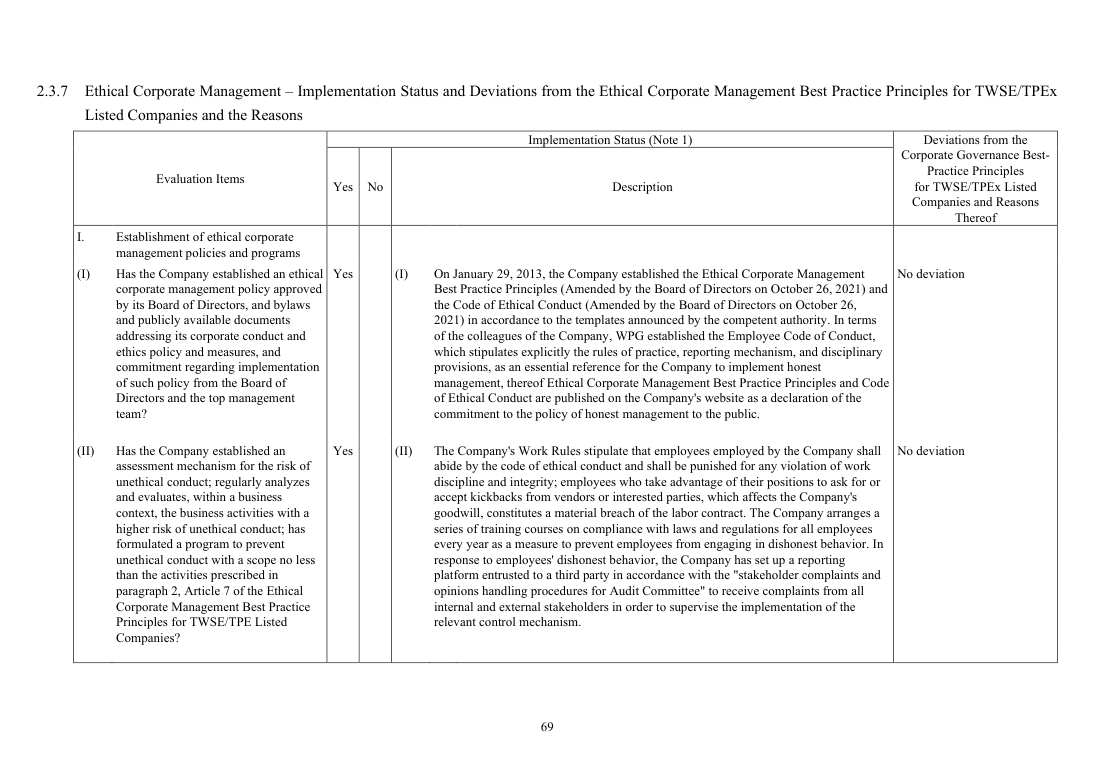 2.3.7 Ethical Corporate Management – Implementation Status and Deviations from the Ethical Corporate Management Best Practice Principles for TWSE/TPEx
Listed Companies and the Reasons
Evaluation Items
Implementation Status (Note 1)
Yes
No
Description
Deviations from the
Corporate Governance Best-
Practice Principles
for TWSE/TPEx Listed
Companies and Reasons
Thereof
I. Establishment of ethical corporate
management policies and programs
(I) Has the Company established an ethical
corporate management policy approved
by its Board of Directors, and bylaws
and publicly available documents
addressing its corporate conduct and
ethics policy and measures, and
commitment regarding implementation
of such policy from the Board of
Directors and the top management
team?
Yes
(I) On January 29, 2013, the Company established the Ethical Corporate Management
Best Practice Principles (Amended by the Board of Directors on October 26, 2021) and
the Code of Ethical Conduct (Amended by the Board of Directors on October 26,
2021) in accordance to the templates announced by the competent authority. In terms
of the colleagues of the Company, WPG established the Employee Code of Conduct,
which stipulates explicitly the rules of practice, reporting mechanism, and disciplinary
provisions, as an essential reference for the Company to implement honest
management, thereof Ethical Corporate Management Best Practice Principles and Code
of Ethical Conduct are published on the Company's website as a declaration of the
commitment to the policy of honest management to the public.
No deviation
(II) Has the Company established an
assessment mechanism for the risk of
unethical conduct; regularly analyzes
and evaluates, within a business
context, the business activities with a
higher risk of unethical conduct; has
formulated a program to prevent
unethical conduct with a scope no less
than the activities prescribed in
paragraph 2, Article 7 of the Ethical
Corporate Management Best Practice
Principles for TWSE/TPE Listed
Companies?
Yes
(II) The Company's Work Rules stipulate that employees employed by the Company shall
abide by the code of ethical conduct and shall be punished for any violation of work
discipline and integrity; employees who take advantage of their positions to ask for or
accept kickbacks from vendors or interested parties, which affects the Company's
goodwill, constitutes a material breach of the labor contract. The Company arranges a
series of training courses on compliance with laws and regulations for all employees
every year as a measure to prevent employees from engaging in dishonest behavior. In
response to employees' dishonest behavior, the Company has set up a reporting
platform entrusted to a third party in accordance with the "stakeholder complaints and
opinions handling procedures for Audit Committee" to receive complaints from all
internal and external stakeholders in order to supervise the implementation of the
relevant control mechanism.
No deviation
69